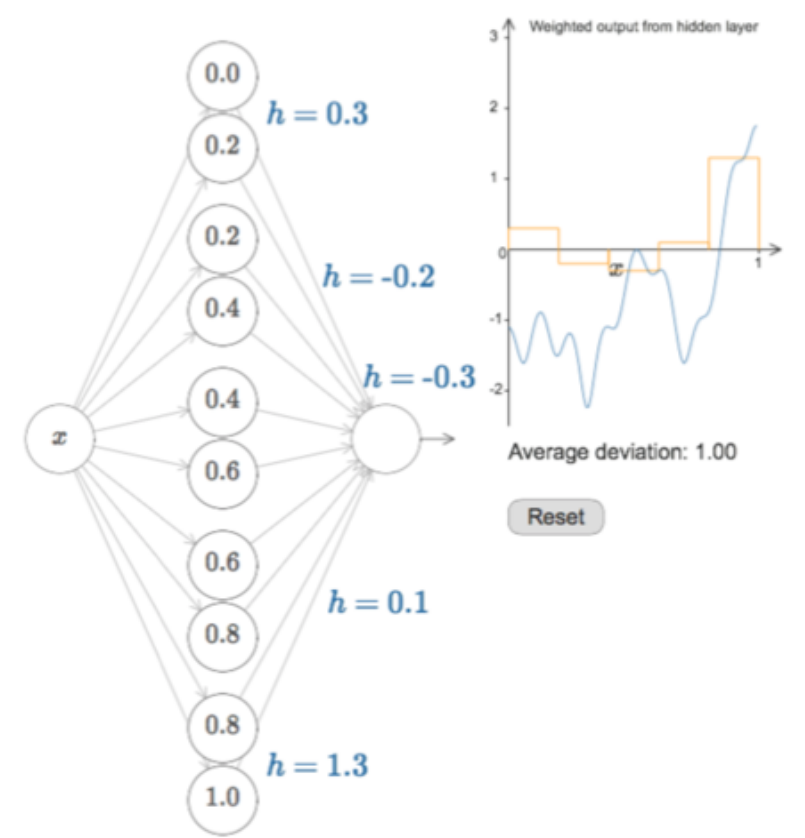 0.0
h = 0.3
0.2
0.2
h = -0.2
0.4
h = -0.3
0.4
x
0.6
0.6
h = 0.1
0.8
0.8
h = 1.3
1.0
Weighted output from hidden layer
3
2
1
0
x
1
-1
-2
Average deviation: 1.00
Reset